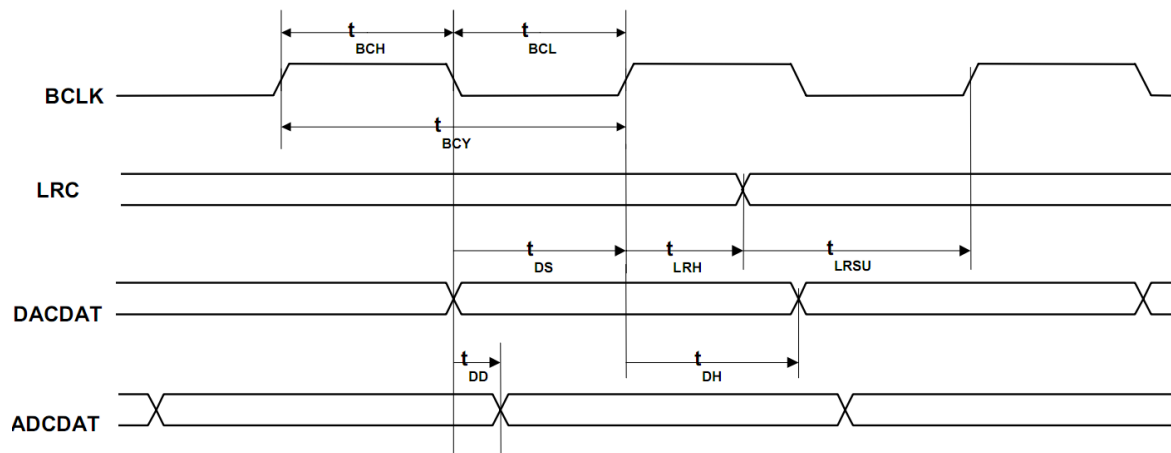 t BCH t BCL
BCLK
t BCY
LRC
t DS t LRH t LRSU
DACDAT
t DD t DH
ADCDAT